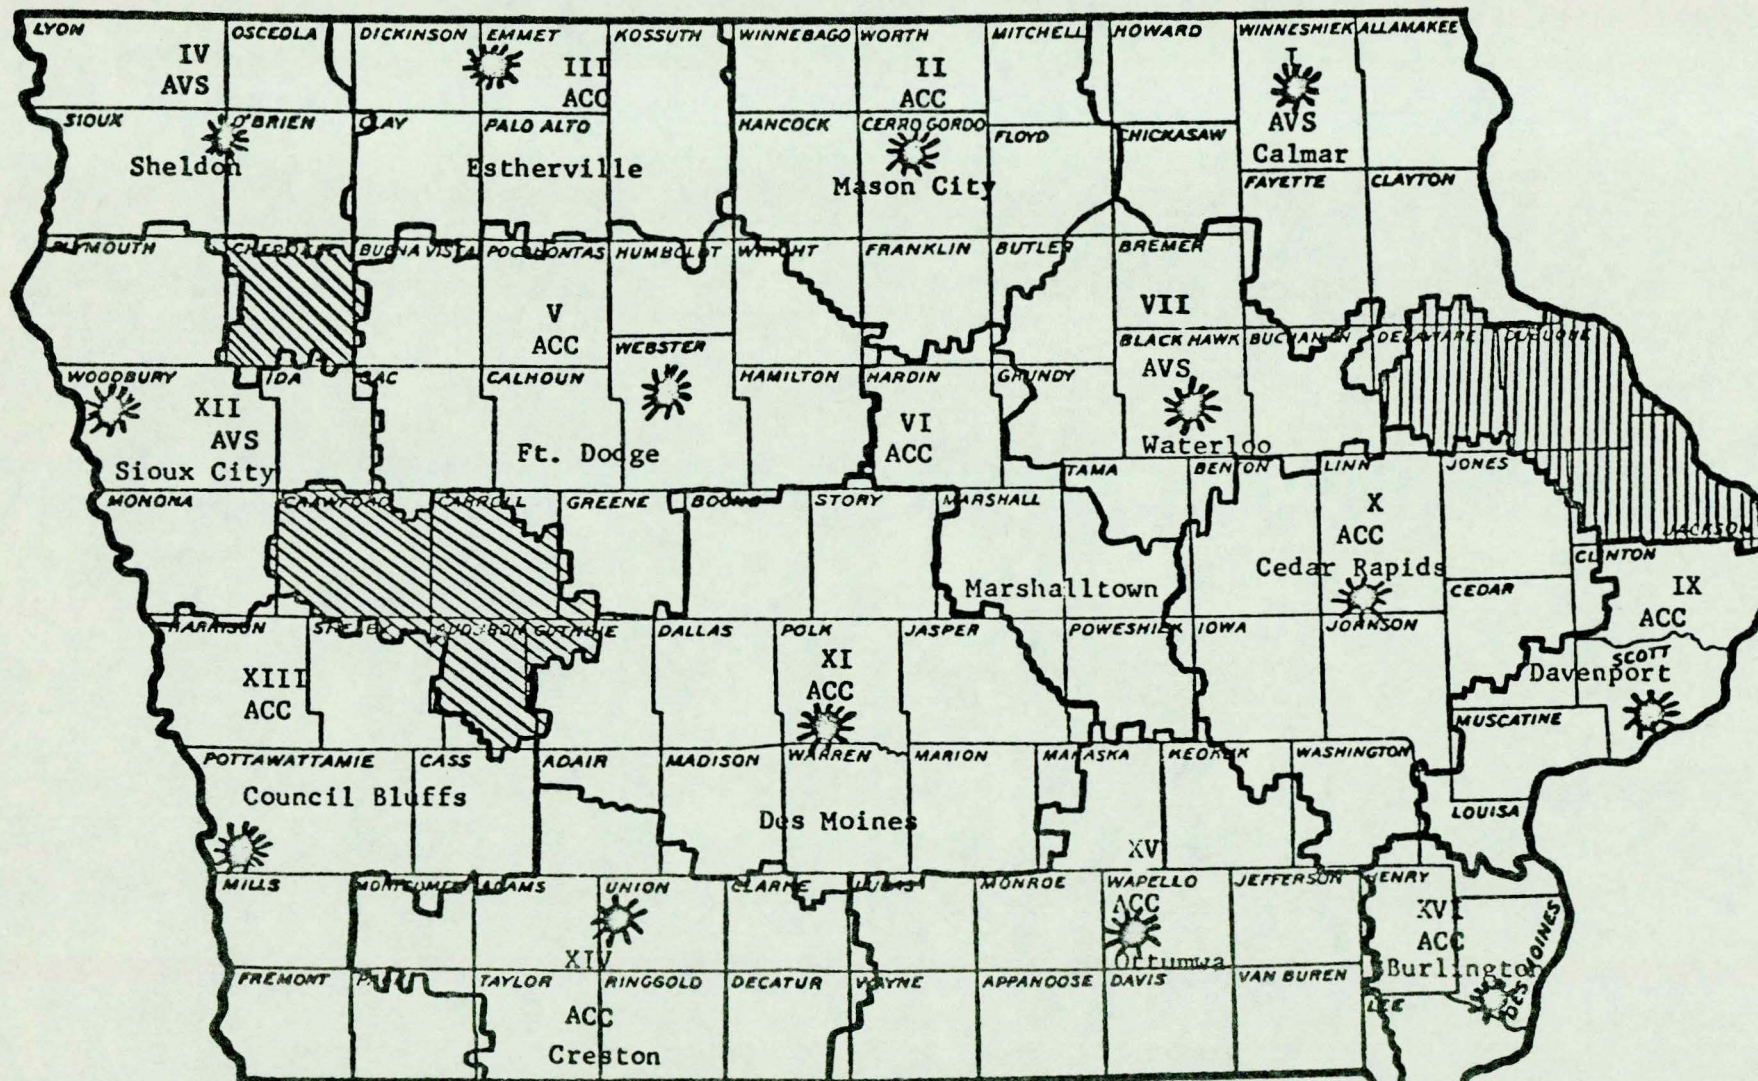 LYON OSCEOLA DICKINSON EMMET KOSSUTH WINNEBAGO WORTH MITCHELL HOWARD WINNESHIEK ALLAMAKEE
IV III II I
AVS ACC ACC AVS
SIOUX O'BRIEN CLAY PALO ALTO HANCOCK CERRO GORDO FLOYD CHICKASAW
Sheldon Estherville Mason City Calmar
FAYETTE CLAYTON
PLYMOUTH CHEROKEE BUENA VISTA POCAHONTAS HUMBOLDT WRIGHT FRANKLIN BUTLER BREMER
V VII
ACC
WEBSTER BLACK HAWK BUCHANAN DELAWARE DUBUQUE
AVS
WOODBURY IDA SAC CALHOUN HAMILTON HARDIN GRUNDY
XII VI
AVS ACC
Sioux City Ft. Dodge Waterloo
TAMA BENTON LINN JONES
MONONA CRAWFORD CARROLL GREENE BOONE STORY MARSHALL
X
ACC JACKSON
Cedar Rapids CLINTON
Marshalltown CEDAR IX
ACC
HARRISON SHELBY AUDUBON GUTHRIE DALLAS POLK JASPER POWESHIEK IOWA JOHNSON
XIII XI SCOTT
ACC ACC Davenport
MUSCATINE
POTTAWATTAMIE CASS ADAIR MADISON WARREN MARION MAHASKA KEOKUK WASHINGTON
Council Bluffs Des Moines LOUISA
XV
MILLS MONTGOMERY ADAMS UNION CLARKE LUCAS MONROE WAPELLO JEFFERSON HENRY
ACC XVI
ACC
XIV Ottumwa Burlington DES MOINES
FREMONT PAGE TAYLOR RINGGOLD DECATUR WAYNE APPANOOSE DAVIS VAN BUREN LEE
ACC
Creston